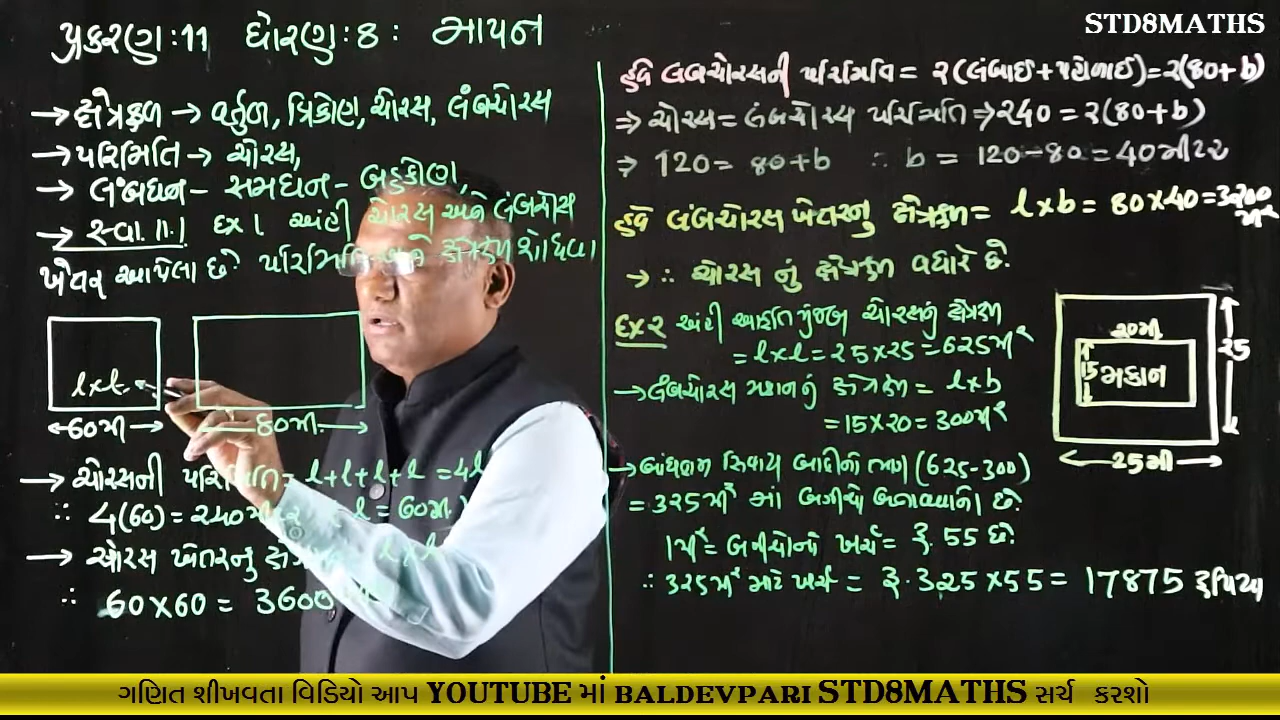 STD8MATHS
પ્રકરણ:11 ધોરણ:8: માપન
→ ક્ષેત્રફળ → વર્તુળ, ત્રિકોણ, ચોરસ, લંબચોરસ
→ પરિમિતિ → ચોરસ,
→ લંબઘન - સમઘન - બહુકોણ,
→ સ્વા. 11.1 Ex 1 અહીં ચોરસ અને લંબચોરસ
ખેતર આપેલા છે. પરિમિતિ ક્ષેત્રફળ શોધવા
l×l
60મી
80મી
→ ચોરસની પરિમિતિ = l+l+l+l = 4l
∴ 4(60) = 240 l = 60મી.
→ ચોરસ ખેતરનું l×l
∴ 60×60 = 3600
હવે લંબચોરસની પરિમિતિ = 2(લંબાઈ+પહોળાઈ)=2(80+b)
⇒ ચોરસ = લંબચોરસ પરિમિતિ ⇒ 240 = 2(80+b)
⇒ 120 = 80+b ∴ b = 120-80 = 40મીટર
હવે લંબચોરસ ખેતરનુ ક્ષેત્રફળ = l×b = 80×40=3200 મી²
→ ∴ ચોરસ નું ક્ષેત્રફળ વધારે છે.
Ex 2 અહીં આકૃતિ મુજબ ચોરસનું ક્ષેત્રફળ
= l×l = 25×25 = 625મી²
→ લંબચોરસ મકાનનું ક્ષેત્રફળ = l×b
= 15×20 = 300મી²
20મી
15
મકાન
25
25મી
→ બાંધકામ સિવાય બાકીનો ભાગ (625-300)
= 325મી² માં બગીચો બનાવવાનો છે.
1મી² = બગીચાનો ખર્ચ = રૂ. 55 છે.
∴ 325મી² માટે ખર્ચ = રૂ. 325×55 = 17875 રૂપિયા
ગણિત શીખવતા વિડિયો આપ YOUTUBE માં BALDEVPARI STD8MATHS સર્ચ કરશો